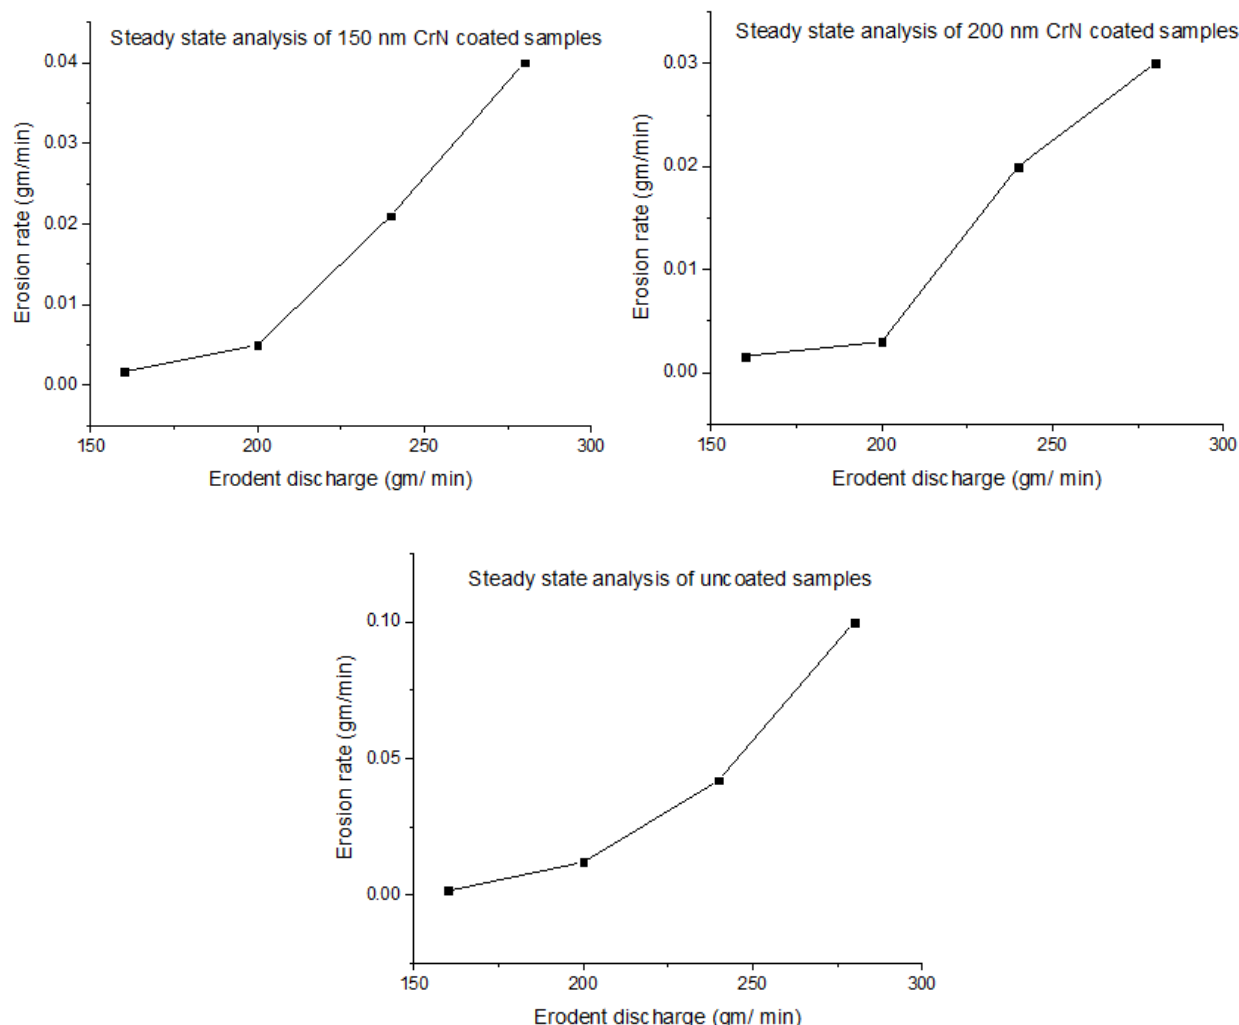 Steady state analysis of 150 nm CrN coated samples
0.04
0.03
0.02
0.01
0.00
Erosion rate (gm/min)
150
200
250
300
Erodent discharge (gm/ min)
Steady state analysis of 200 nm CrN coated samples
0.03
0.02
0.01
0.00
Erosion rate (gm/min)
150
200
250
300
Erodent discharge (gm/ min)
Steady state analysis of uncoated samples
0.10
0.05
0.00
Erosion rate (gm/min)
150
200
250
300
Erodent discharge (gm/ min)